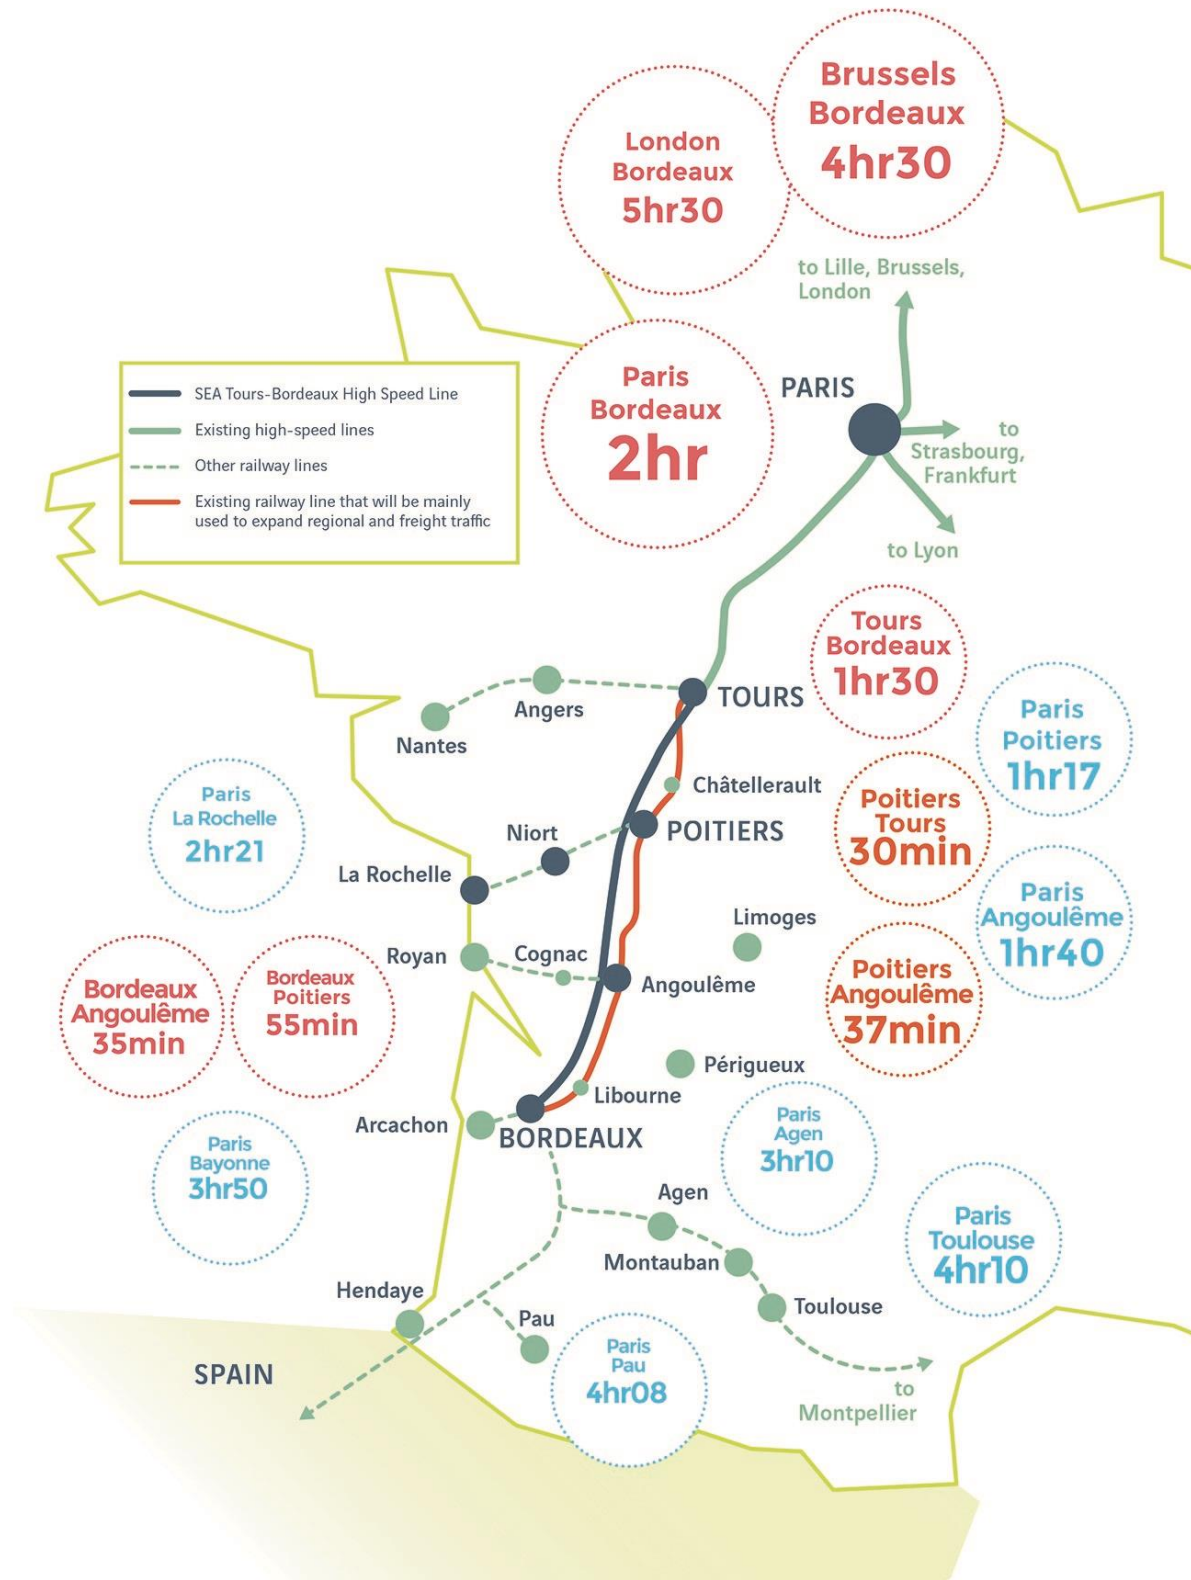 Brussels
Bordeaux
4hr30
London
Bordeaux
5hr30
to Lille, Brussels,
London
Paris
Bordeaux
2hr
PARIS
SEA Tours-Bordeaux High Speed Line
Existing high-speed lines
Other railway lines
Existing railway line that will be mainly
used to expand regional and freight traffic
to
Strasbourg,
Frankfurt
to Lyon
Tours
Bordeaux
1hr30
TOURS
Angers
Nantes
Paris
Poitiers
1hr17
Châtellerault
Paris
La Rochelle
2hr21
Niort
POITIERS
Poitiers
Tours
30min
La Rochelle
Paris
Angoulême
1hr40
Limoges
Royan
Cognac
Angoulême
Poitiers
Angoulême
37min
Bordeaux
Angoulême
35min
Bordeaux
Poitiers
55min
Périgueux
Libourne
Arcachon
BORDEAUX
Paris
Agen
3hr10
Paris
Bayonne
3hr50
Agen
Paris
Toulouse
4hr10
Montauban
Hendaye
Toulouse
Pau
Paris
Pau
4hr08
SPAIN
to
Montpellier